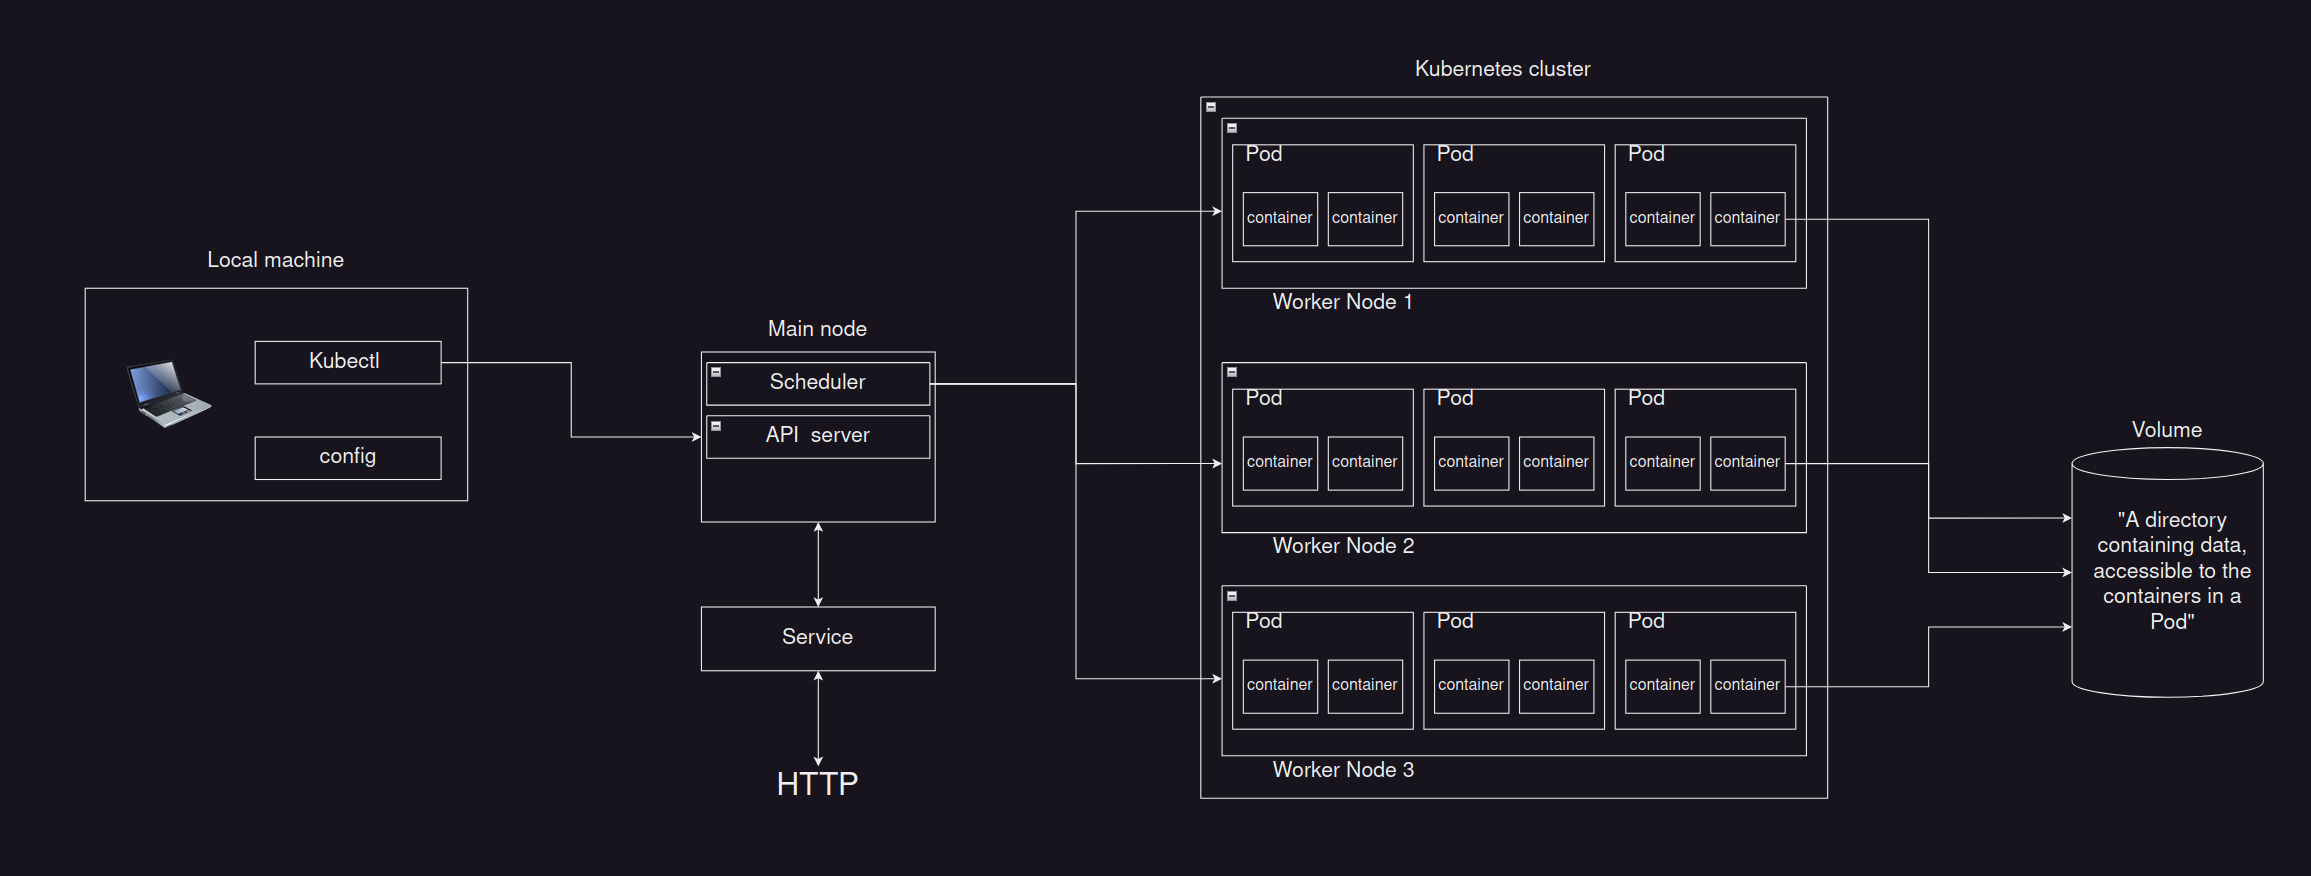 Kubernetes cluster
Pod Pod Pod
container container container container container container
Worker Node 1
Local machine
Kubectl
config
Main node
Scheduler
API server
Service
HTTP
Pod Pod Pod
container container container container container container
Worker Node 2
Pod Pod Pod
container container container container container container
Worker Node 3
Volume
"A directory
containing data,
accessible to the
containers in a
Pod"